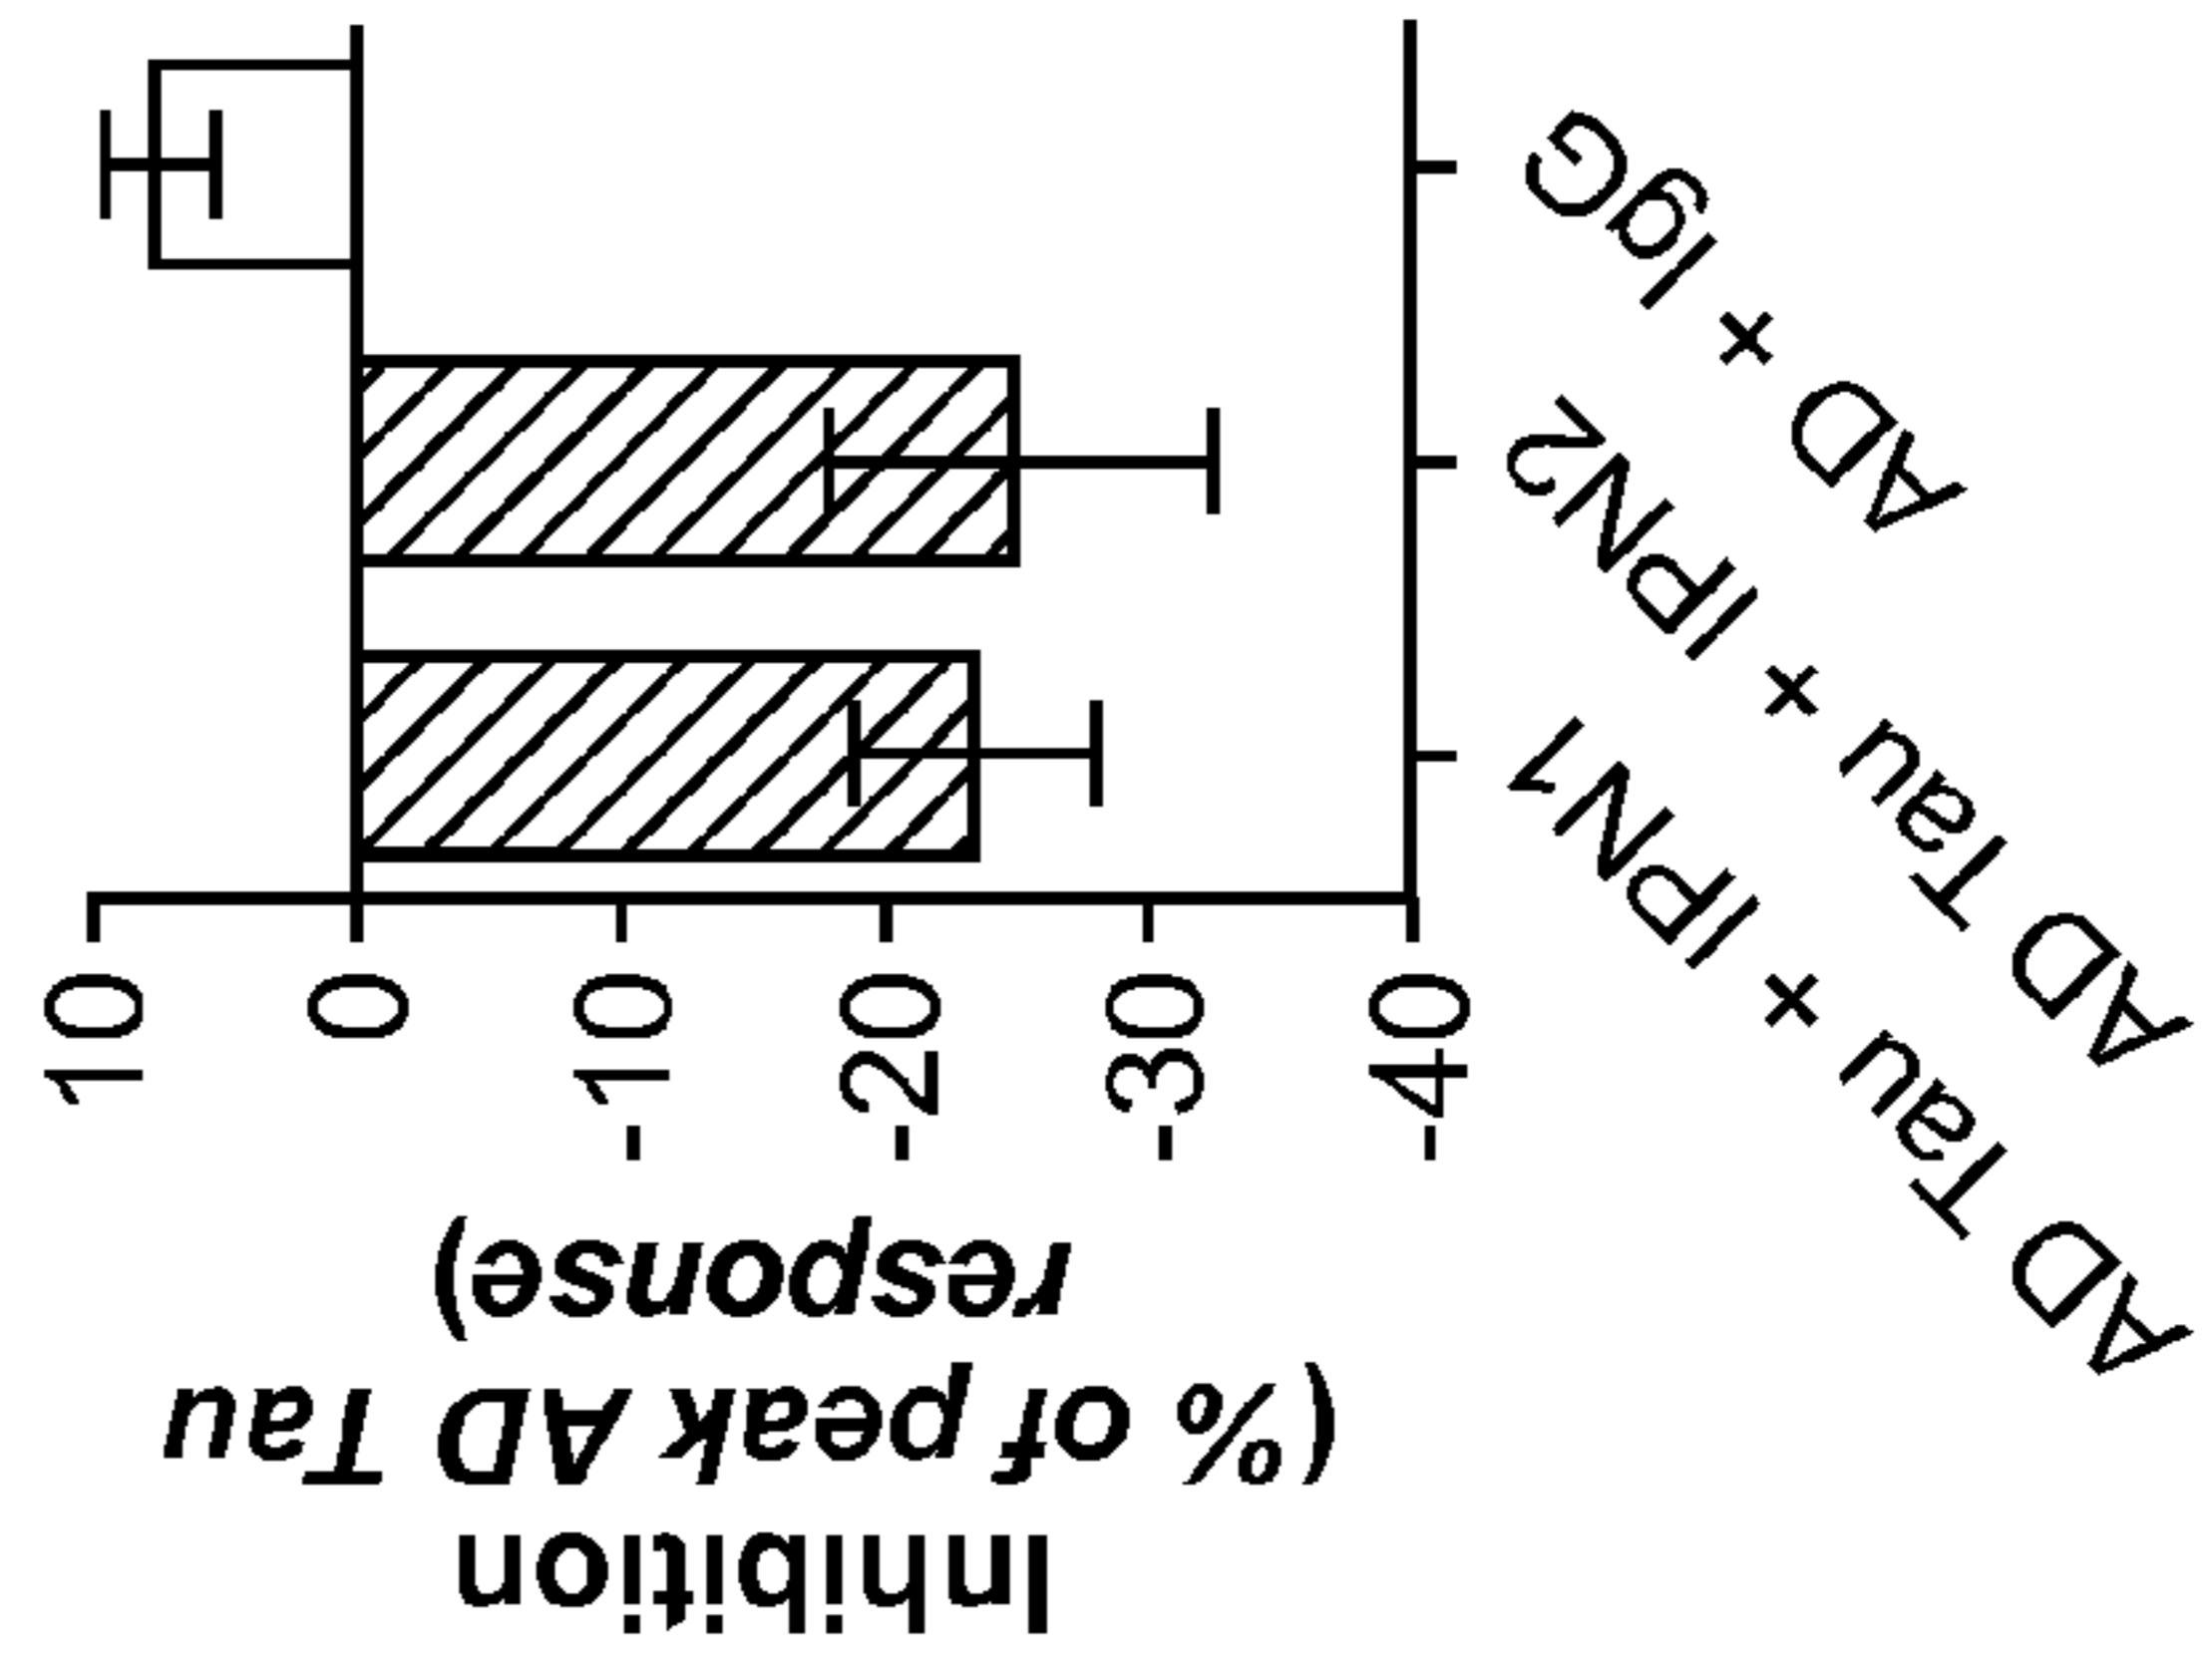 Inhibition
(% of peak AD Tau
response)
10
0
-10
-20
-30
-40
AD Tau + IPN1
AD Tau + IPN2
AD + IgG